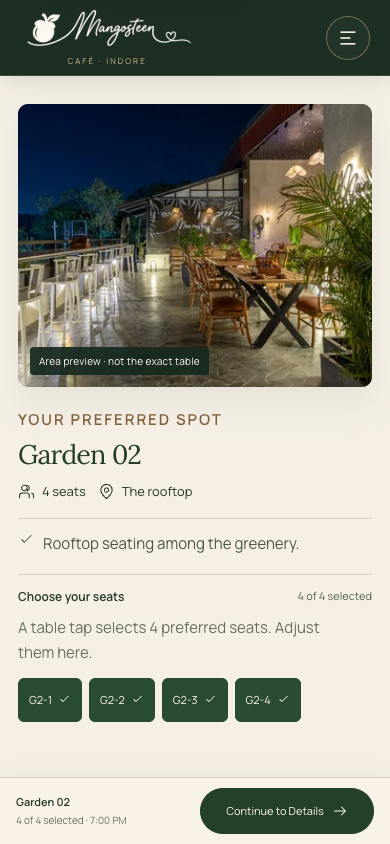 Mangosteen
CAFÉ · INDORE
Area preview · not the exact table
YOUR PREFERRED SPOT
Garden 02
4 seats The rooftop
Rooftop seating among the greenery.
Choose your seats 4 of 4 selected
A table tap selects 4 preferred seats. Adjust
them here.
G2-1 G2-2 G2-3 G2-4
Garden 02
4 of 4 selected · 7:00 PM
Continue to Details